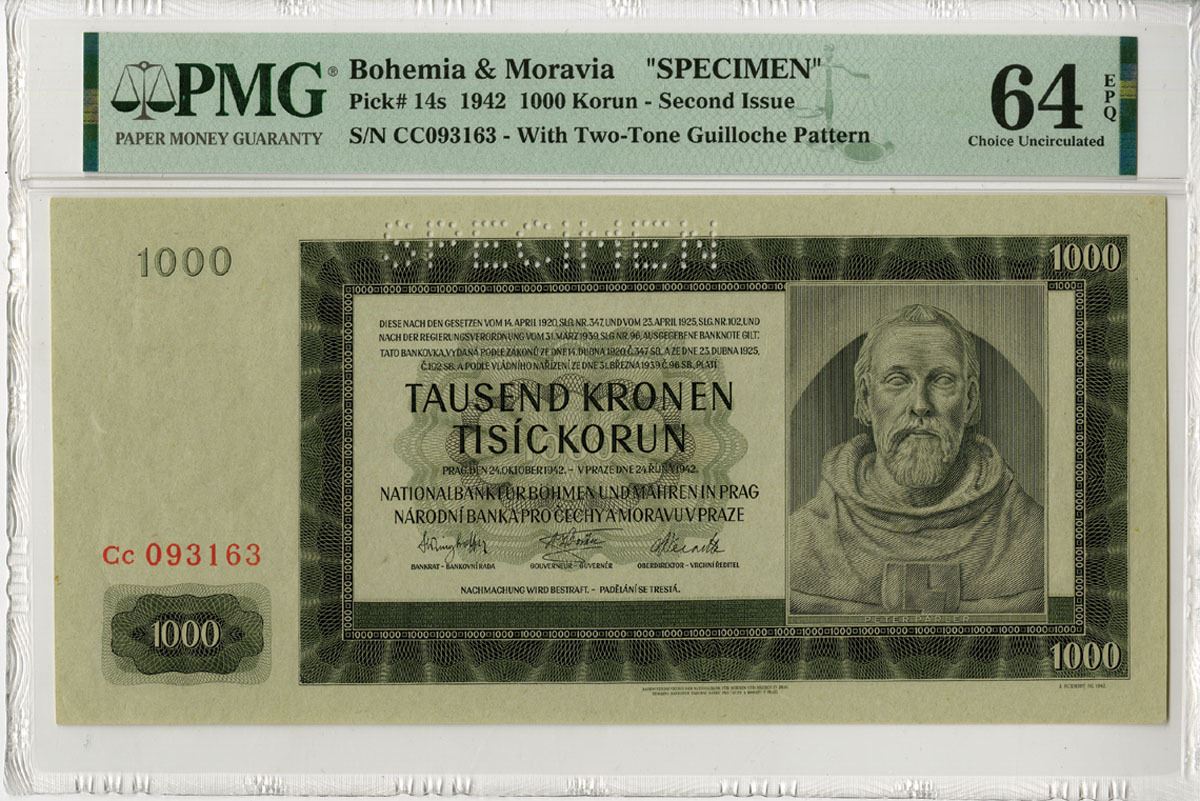 PMG®
PAPER MONEY GUARANTY
Bohemia & Moravia "SPECIMEN"
Pick# 14s 1942 1000 Korun - Second Issue
S/N CC093163 - With Two-Tone Guilloche Pattern
64 EPQ
Choice Uncirculated
SPECIMEN
1000
1000
DIESE NACH DEN GESETZEN VOM 14. APRIL 1920, SLG. NR. 347, UND VOM 23. APRIL 1925, SLG. NR. 102, UND
NACH DER REGIERUNGSVERORDNUNG VOM 31. MÄRZ 1939, SLG. NR. 96, AUSGEGEBENE BANKNOTE GILT.
TATO BANKOVKA, VYDANÁ PODLE ZÁKONŮ ZE DNE 14. DUBNA 1920 Č. 347 SB. A ZE DNE 23. DUBNA 1925,
Č. 102 SB. A PODLE VLÁDNÍHO NAŘÍZENÍ ZE DNE 31. BŘEZNA 1939 Č. 96 SB., PLATÍ
TAUSEND KRONEN
TISÍC KORUN
PRAG, DEN 24. OKTOBER 1942. - V PRAZE DNE 24. ŘÍJNA 1942.
NATIONALBANK FÜR BÖHMEN UND MÄHREN IN PRAG
NÁRODNÍ BANKA PRO ČECHY A MORAVU V PRAZE
BANKRAT - BANKOVNÍ RADA
GOUVERNEUR - GUVERNÉR
OBERDIREKTOR - VRCHNÍ ŘEDITEL
NACHMACHUNG WIRD BESTRAFT. - PADĚLÁNÍ SE TRESTÁ.
Cc 093163
1000
PETER PARLER
1000